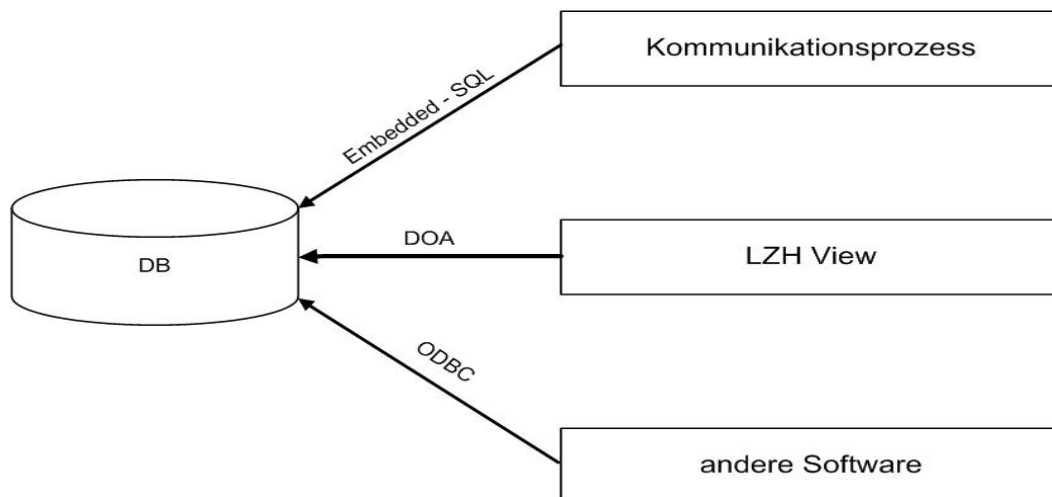 Kommunikationsprozess
Embedded - SQL
DB
DOA
LZH View
ODBC
andere Software